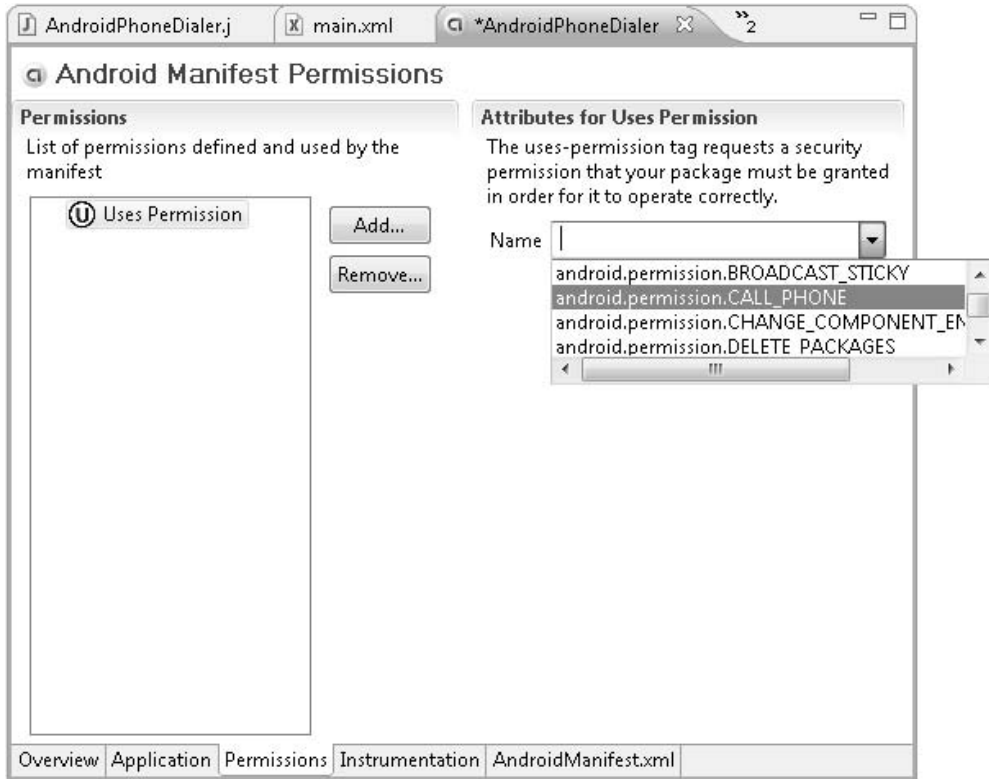 AndroidPhoneDialer.j
main.xml
*AndroidPhoneDialer
»2
Android Manifest Permissions
Permissions
List of permissions defined and used by the
manifest
U Uses Permission
Add...
Remove...
Attributes for Uses Permission
The uses-permission tag requests a security
permission that your package must be granted
in order for it to operate correctly.
Name
android.permission.BROADCAST_STICKY
android.permission.CALL_PHONE
android.permission.CHANGE_COMPONENT_EN
android.permission.DELETE_PACKAGES
Overview Application Permissions Instrumentation AndroidManifest.xml